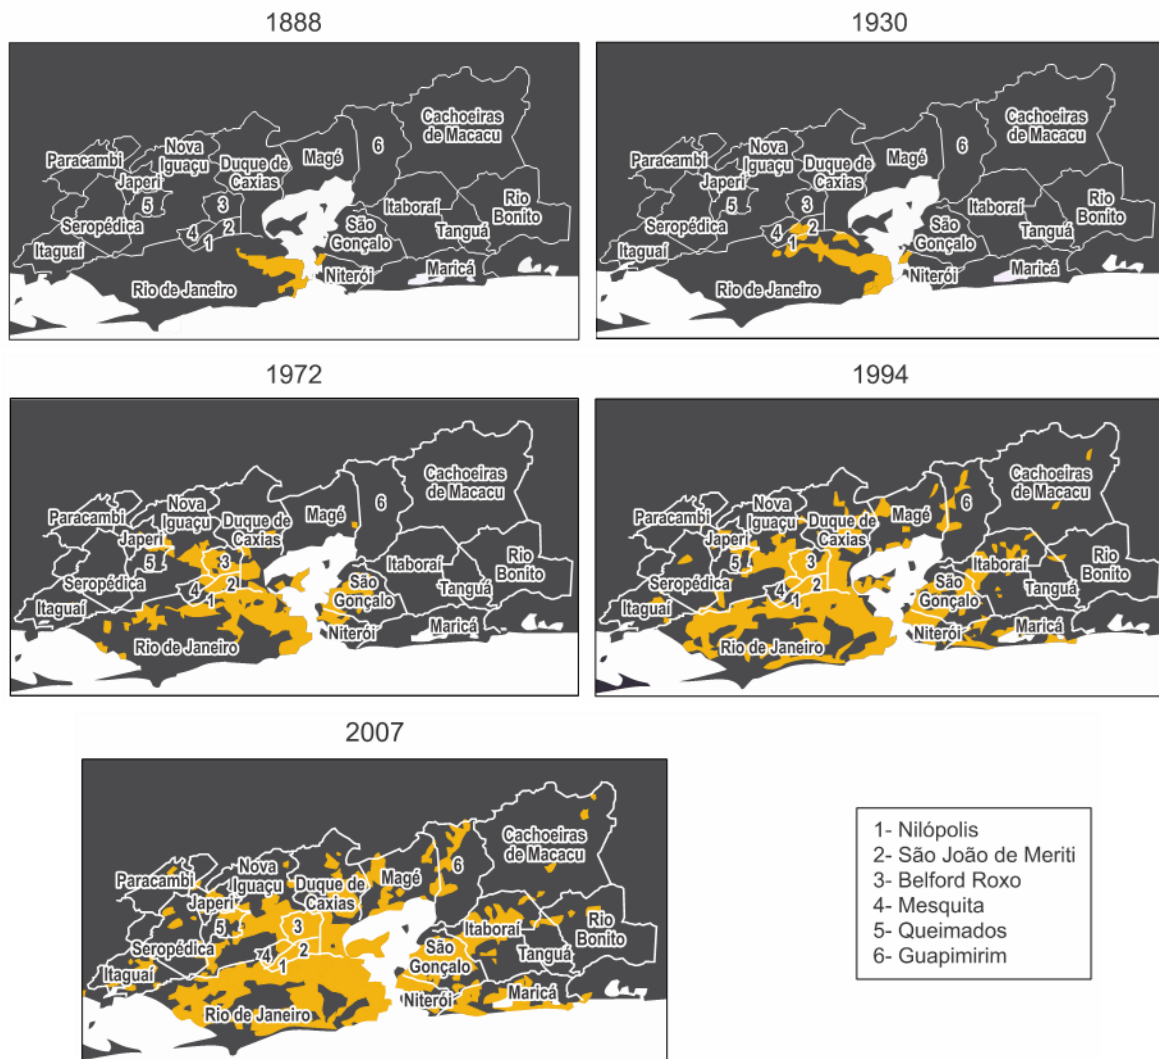 1888
Cachoeiras
de Macacu
Nova
Iguaçu
6
Paracambi
Duque de
Caxias
Magé
Japeri
5
3
Rio
Bonito
Itaboraí
Seropédica
4
2
São
Gonçalo
Tanguá
Itaguaí
1
Niterói
Maricá
Rio de Janeiro
1930
Cachoeiras
de Macacu
Nova
Iguaçu
6
Paracambi
Duque de
Caxias
Magé
Japeri
5
3
Rio
Bonito
Itaboraí
Seropédica
4
2
São
Gonçalo
Tanguá
Itaguaí
1
Niterói
Maricá
Rio de Janeiro
1972
Cachoeiras
de Macacu
Nova
Iguaçu
6
Paracambi
Duque de
Caxias
Magé
Japeri
5
3
Rio
Bonito
Itaboraí
Seropédica
4
2
São
Gonçalo
Tanguá
Itaguaí
1
Niterói
Maricá
Rio de Janeiro
1994
Cachoeiras
de Macacu
Nova
Iguaçu
6
Paracambi
Duque de
Caxias
Magé
Japeri
5
3
Rio
Bonito
Itaboraí
Seropédica
4
2
São
Gonçalo
Tanguá
Itaguaí
1
Niterói
Maricá
Rio de Janeiro
2007
Cachoeiras
de Macacu
Nova
Iguaçu
6
Paracambi
Duque de
Caxias
Magé
Japeri
5
3
Rio
Bonito
Itaboraí
Seropédica
4
2
São
Gonçalo
Tanguá
Itaguaí
1
Niterói
Maricá
Rio de Janeiro
1- Nilópolis
2- São João de Meriti
3- Belford Roxo
4- Mesquita
5- Queimados
6- Guapimirim